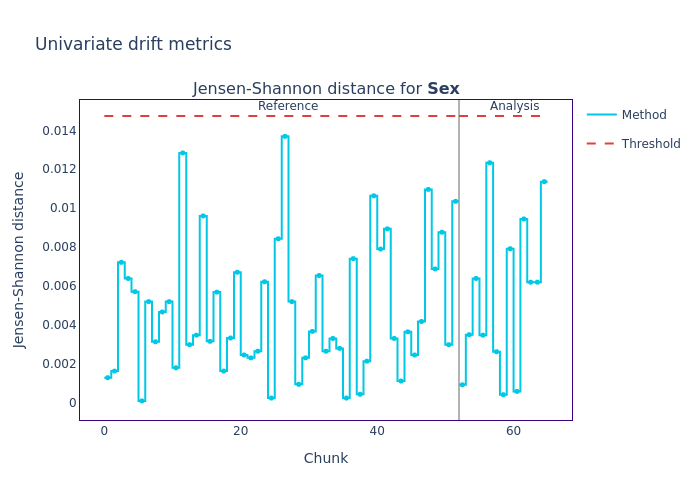 Univariate drift metrics
Jensen-Shannon distance for Sex
Reference
Analysis
Method
Threshold
Jensen-Shannon distance
0.014
0.012
0.01
0.008
0.006
0.004
0.002
0
0
20
40
60
Chunk